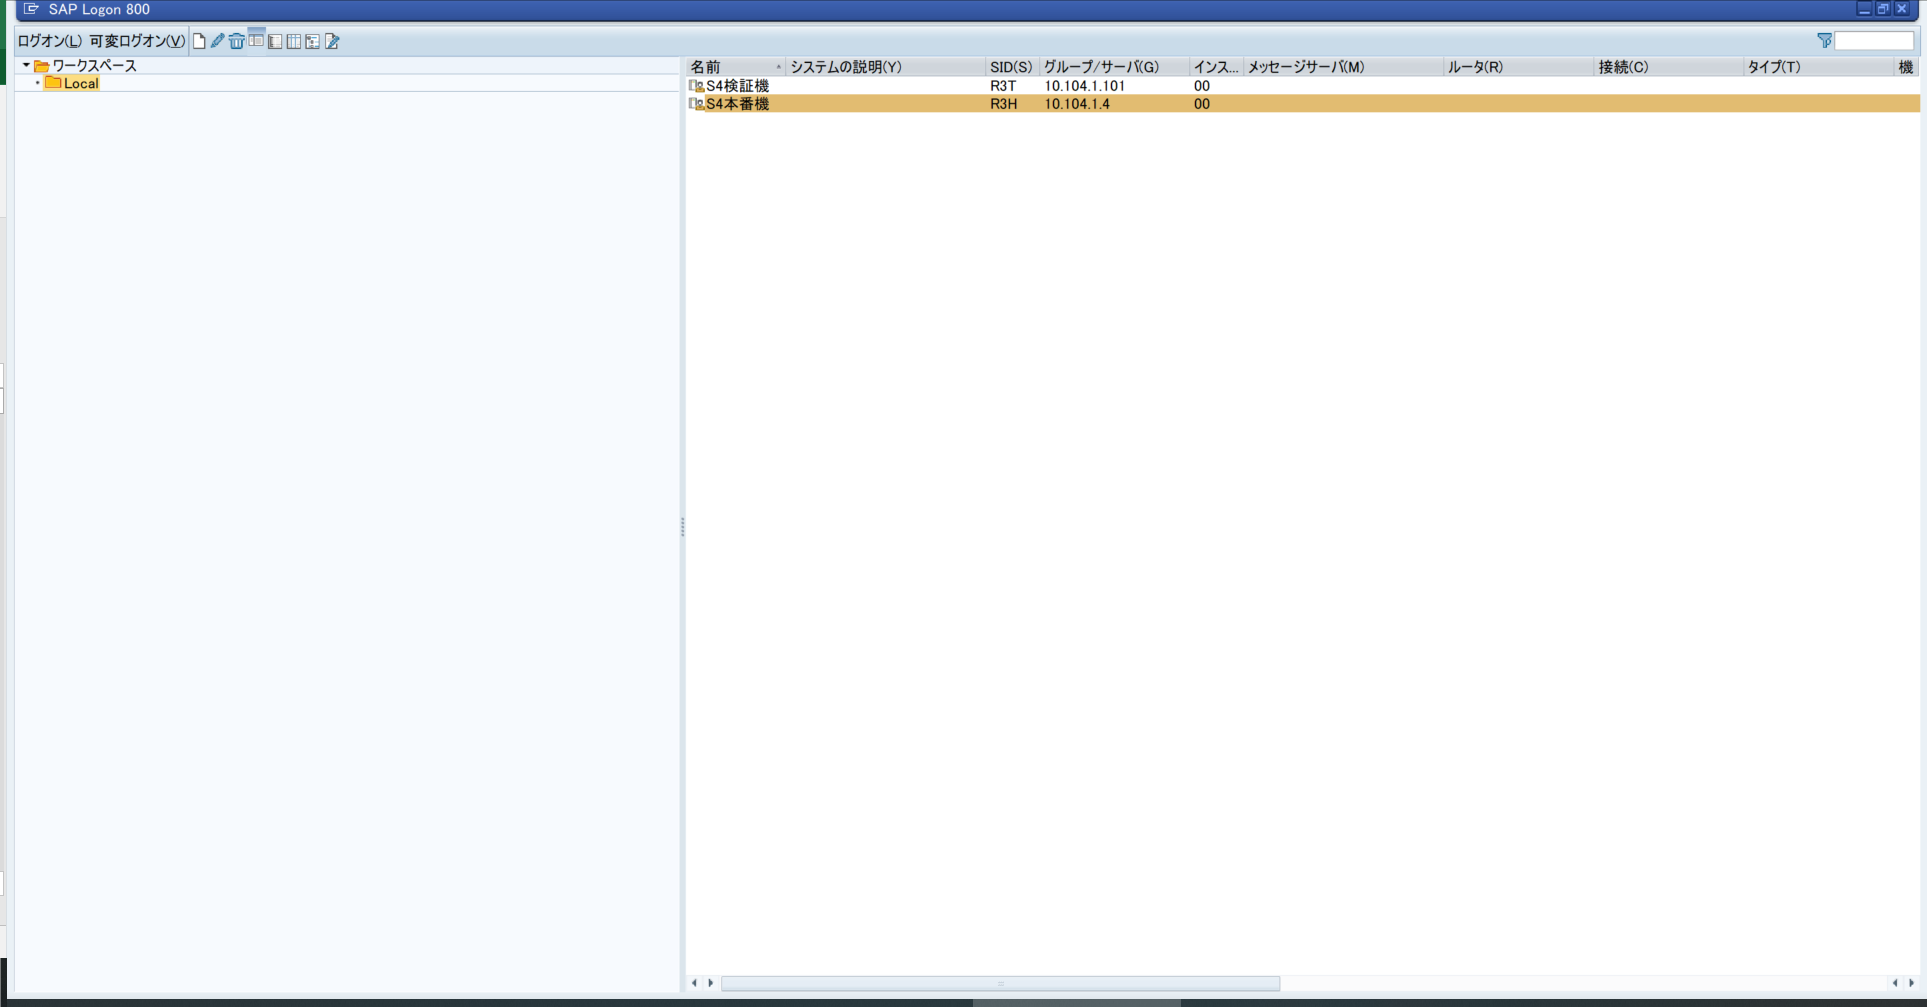 SAP Logon 800
ログオン(L) 可変ログオン(V)
ワークスペース
Local
名前 システムの説明(Y) SID(S) グループ/サーバ(G) インス... メッセージサーバ(M) ルータ(R) 接続(C) タイプ(T) 機
S4検証機 R3T 10.104.1.101 00
S4本番機 R3H 10.104.1.4 00